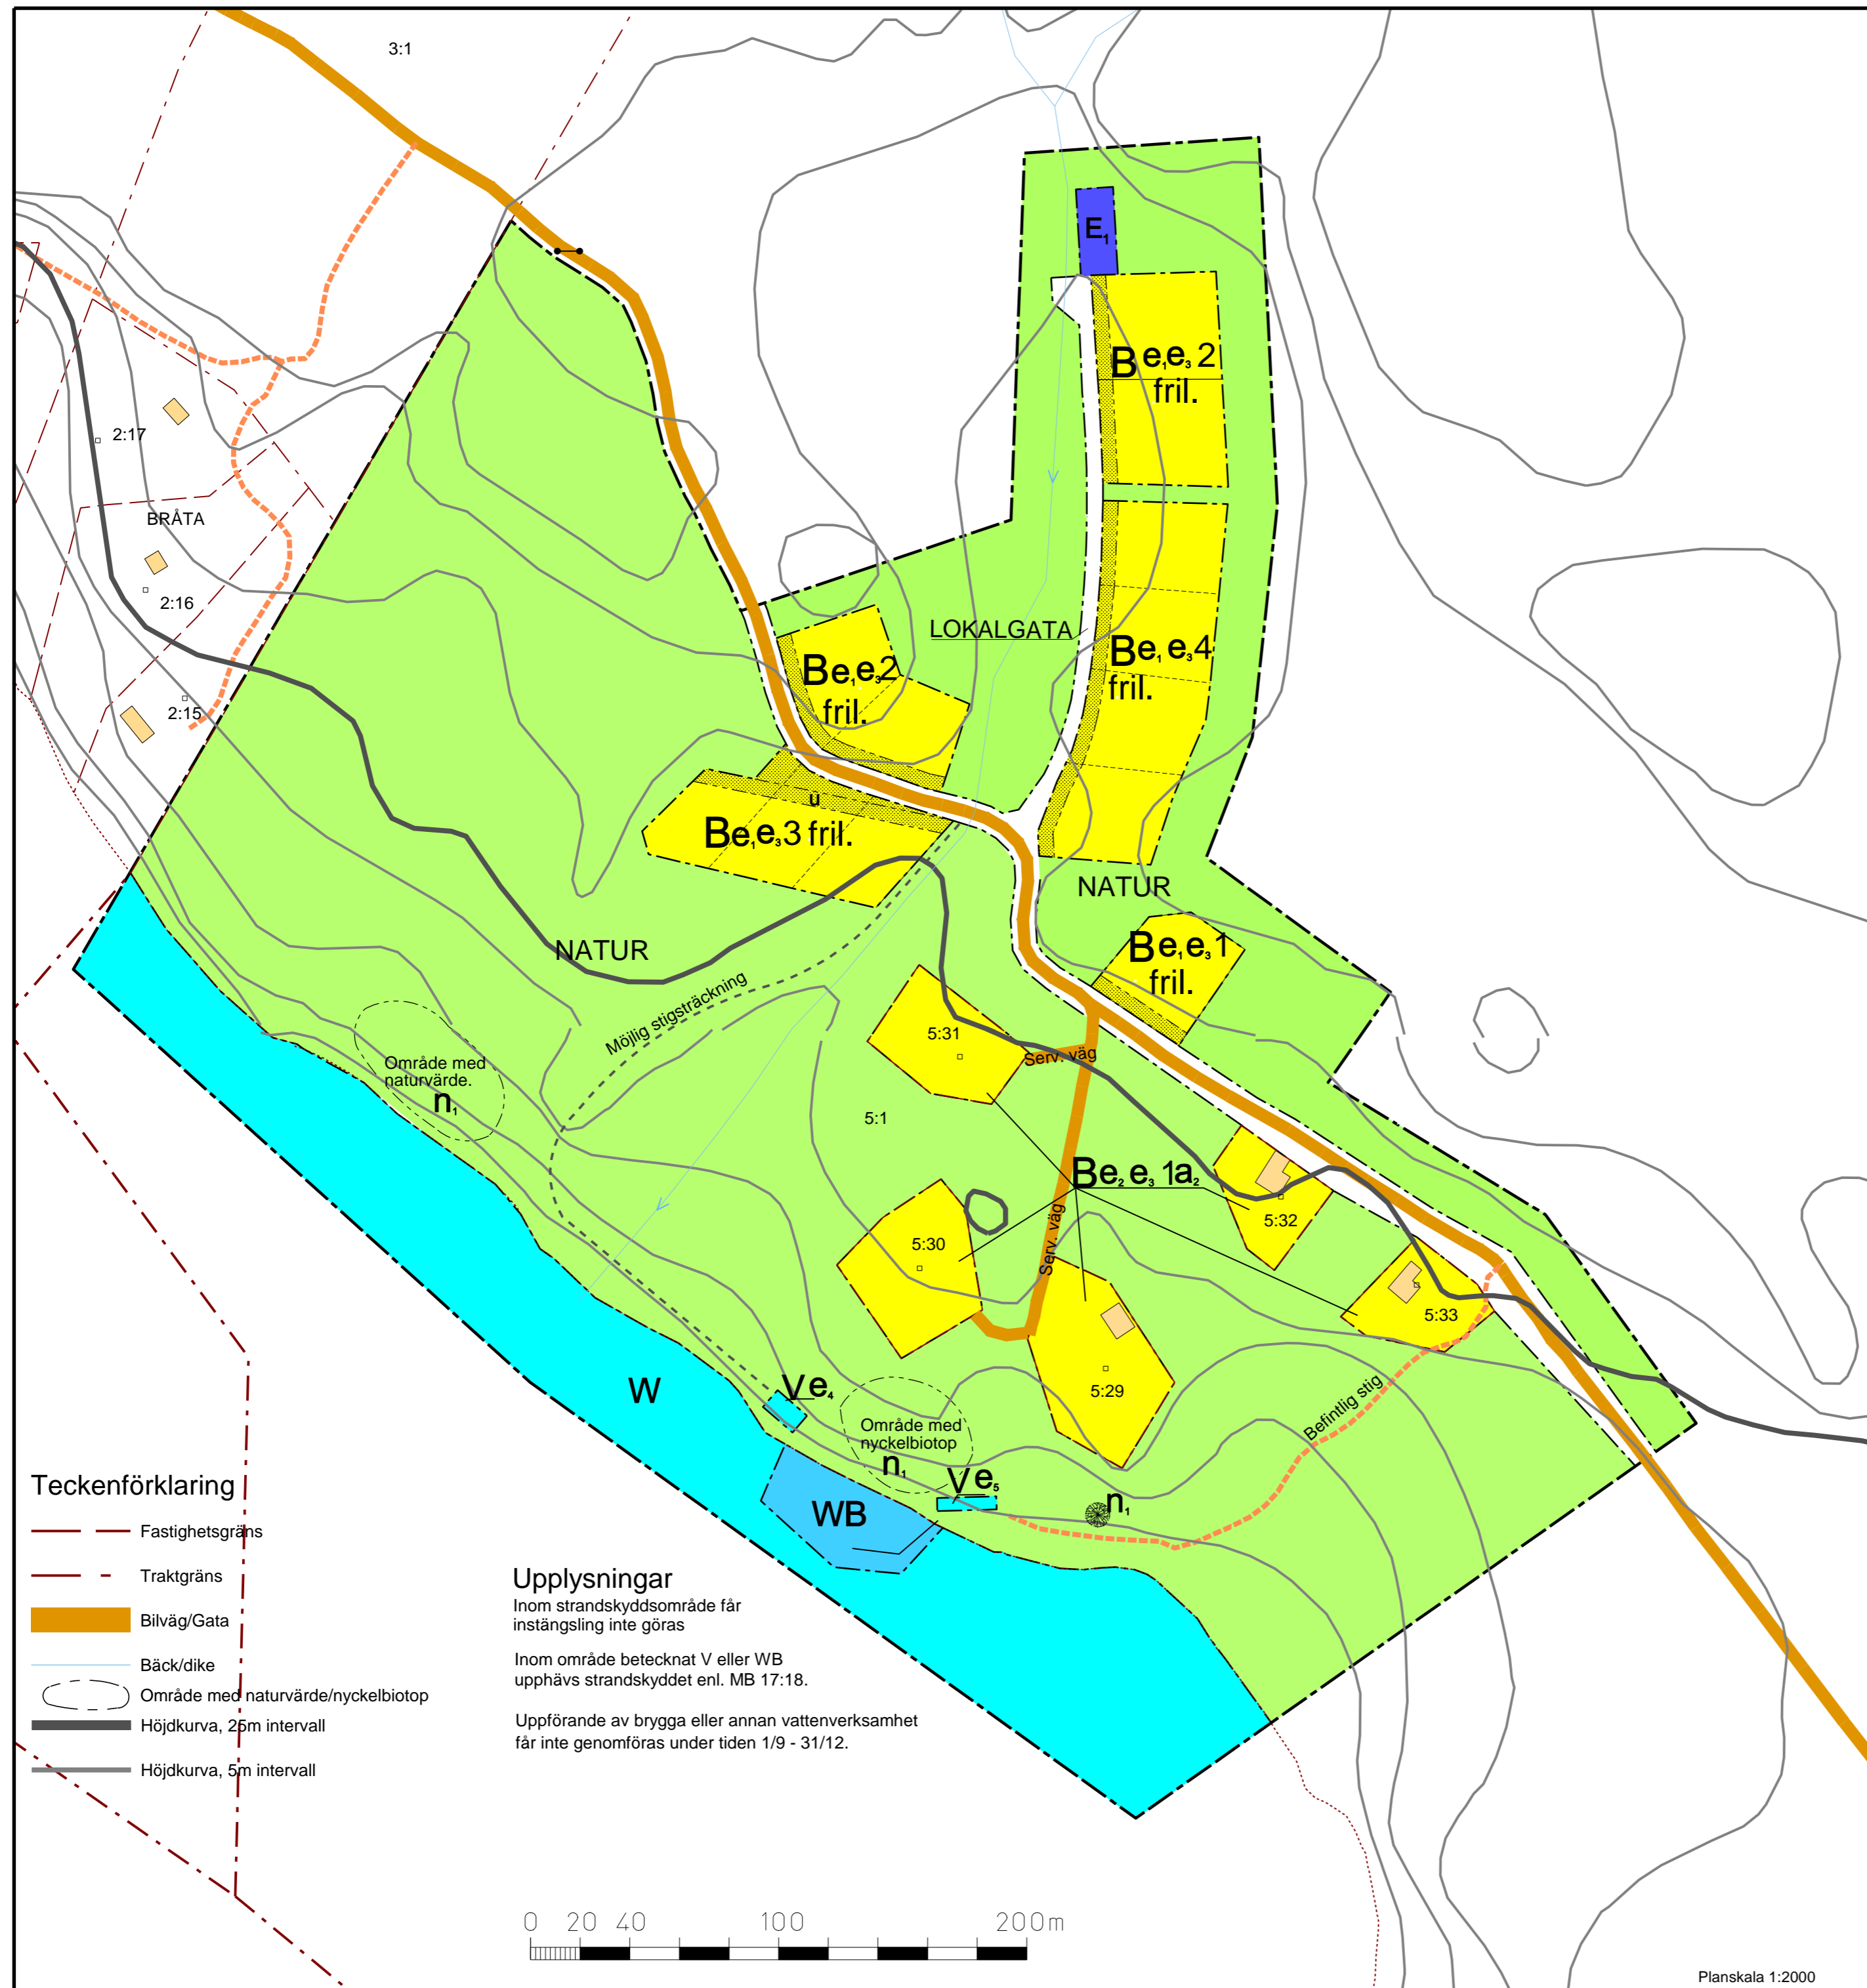 3:1
E1
Be1e3 2
fril.
2:17
BRÅTA
2:16
2:15
LOKALGATA
Be1e3 2
fril.
Be1e3 4
fril.
u
Be1e3 3 fril.
NATUR
NATUR
Be1e3 1
fril.
Möjlig stigsträckning
5:31
Serv. väg
Område med
naturvärde.
n1
5:1
Be2 e3 1a2
5:32
5:30
Serv. väg
5:33
5:29
W
Ve4
Befintlig stig
Område med
nyckelbiotop
n1
Ve5
n1
WB
Teckenförklaring
Fastighetsgräns
Traktgräns
Bilväg/Gata
Bäck/dike
Område med naturvärde/nyckelbiotop
Höjdkurva, 25m intervall
Höjdkurva, 5m intervall
Upplysningar
Inom strandskyddsområde får
instängsling inte göras
Inom område betecknat V eller WB
upphävs strandskyddet enl. MB 17:18.
Uppförande av brygga eller annan vattenverksamhet
får inte genomföras under tiden 1/9 - 31/12.
0 20 40 100 200m
Planskala 1:2000